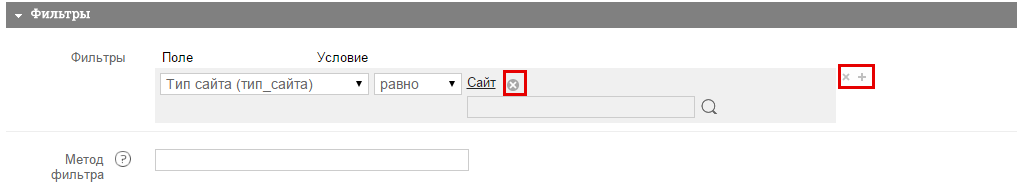 Фильтры
Фильтры Поле Условие
Тип сайта (тип_сайта) равно Сайт
Метод ?
фильтра